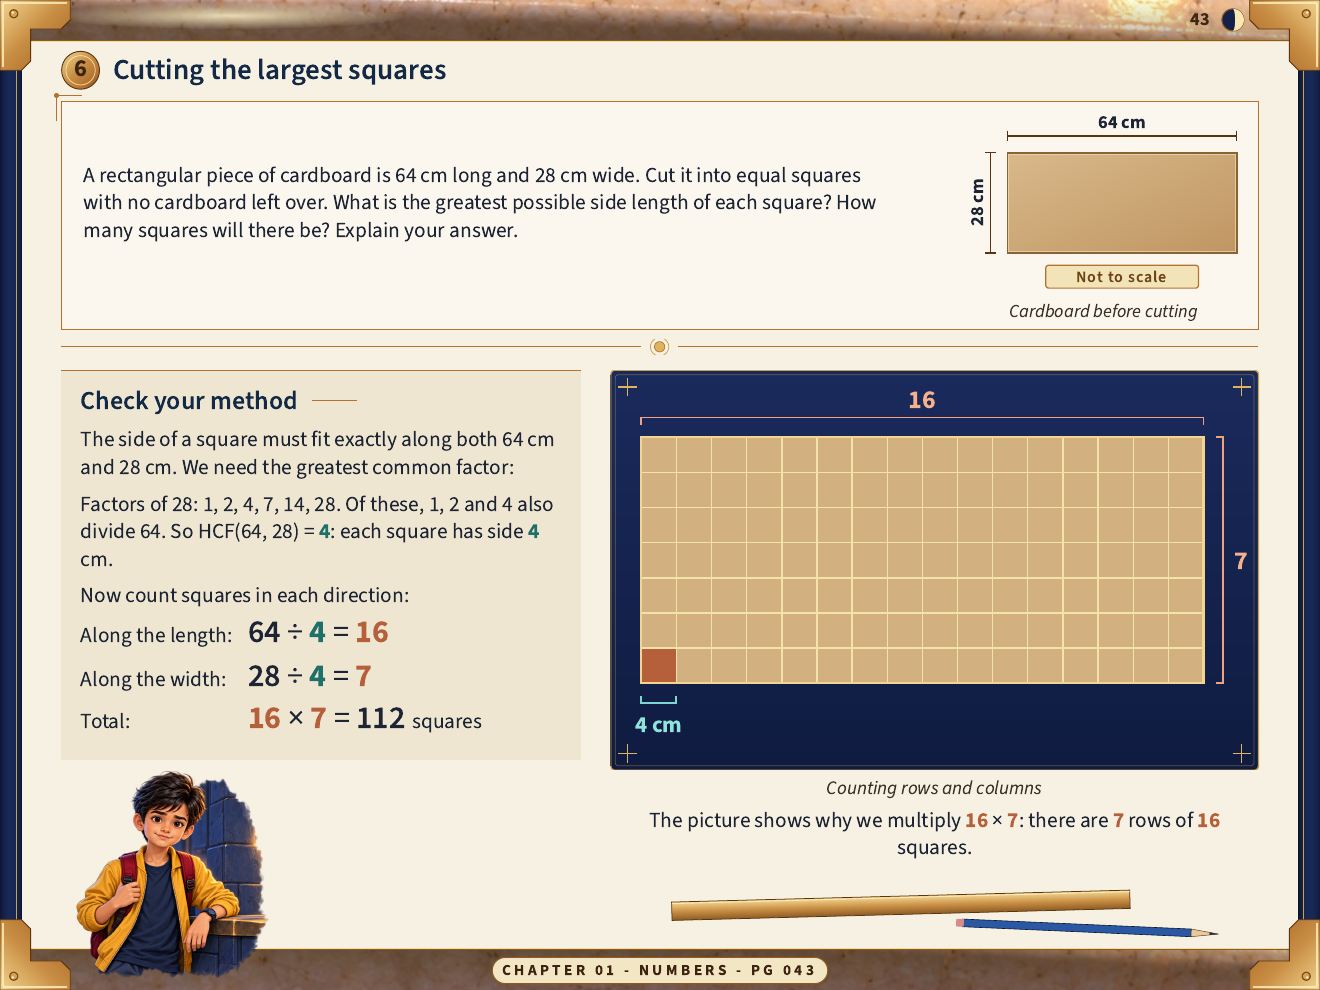 43
6 Cutting the largest squares
A rectangular piece of cardboard is 64 cm long and 28 cm wide. Cut it into equal squares
with no cardboard left over. What is the greatest possible side length of each square? How
many squares will there be? Explain your answer.
64 cm
28 cm
Not to scale
Cardboard before cutting
Check your method
The side of a square must fit exactly along both 64 cm
and 28 cm. We need the greatest common factor:
Factors of 28: 1, 2, 4, 7, 14, 28. Of these, 1, 2 and 4 also
divide 64. So HCF(64, 28) = 4: each square has side 4
cm.
Now count squares in each direction:
Along the length: 64 ÷ 4 = 16
Along the width: 28 ÷ 4 = 7
Total: 16 × 7 = 112 squares
16
7
4 cm
Counting rows and columns
The picture shows why we multiply 16 × 7: there are 7 rows of 16
squares.
CHAPTER 01 - NUMBERS - PG 043